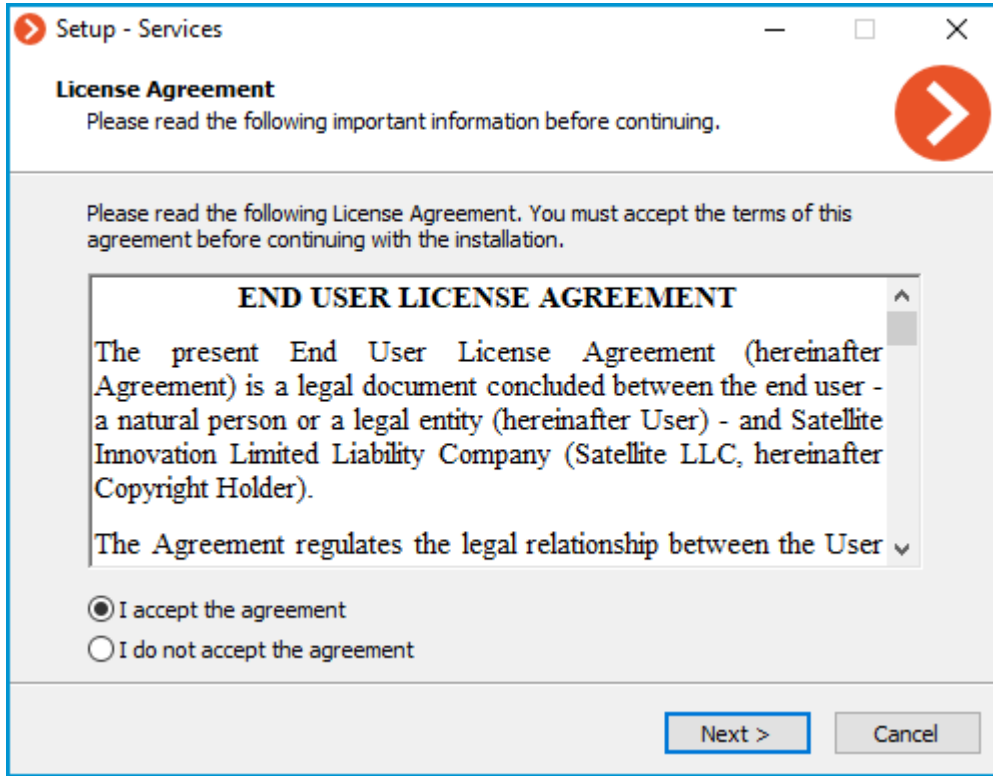 Setup - Services
License Agreement
Please read the following important information before continuing.
Please read the following License Agreement. You must accept the terms of this
agreement before continuing with the installation.
END USER LICENSE AGREEMENT
The present End User License Agreement (hereinafter
Agreement) is a legal document concluded between the end user -
a natural person or a legal entity (hereinafter User) - and Satellite
Innovation Limited Liability Company (Satellite LLC, hereinafter
Copyright Holder).
The Agreement regulates the legal relationship between the User
I accept the agreement
I do not accept the agreement
Next >
Cancel